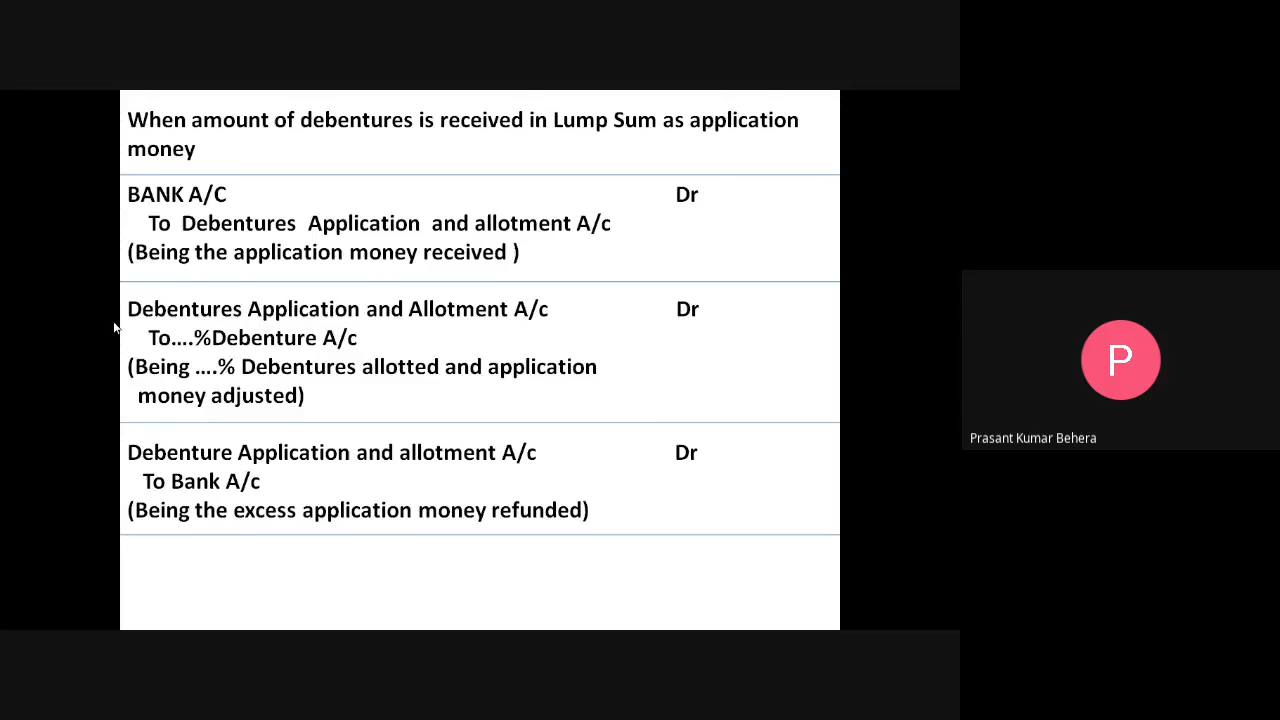 When amount of debentures is received in Lump Sum as application
money
BANK A/C Dr
To Debentures Application and allotment A/c
(Being the application money received )
Debentures Application and Allotment A/c Dr
To....%Debenture A/c
(Being ....% Debentures allotted and application
money adjusted)
Debenture Application and allotment A/c Dr
To Bank A/c
(Being the excess application money refunded)
P
Prasant Kumar Behera